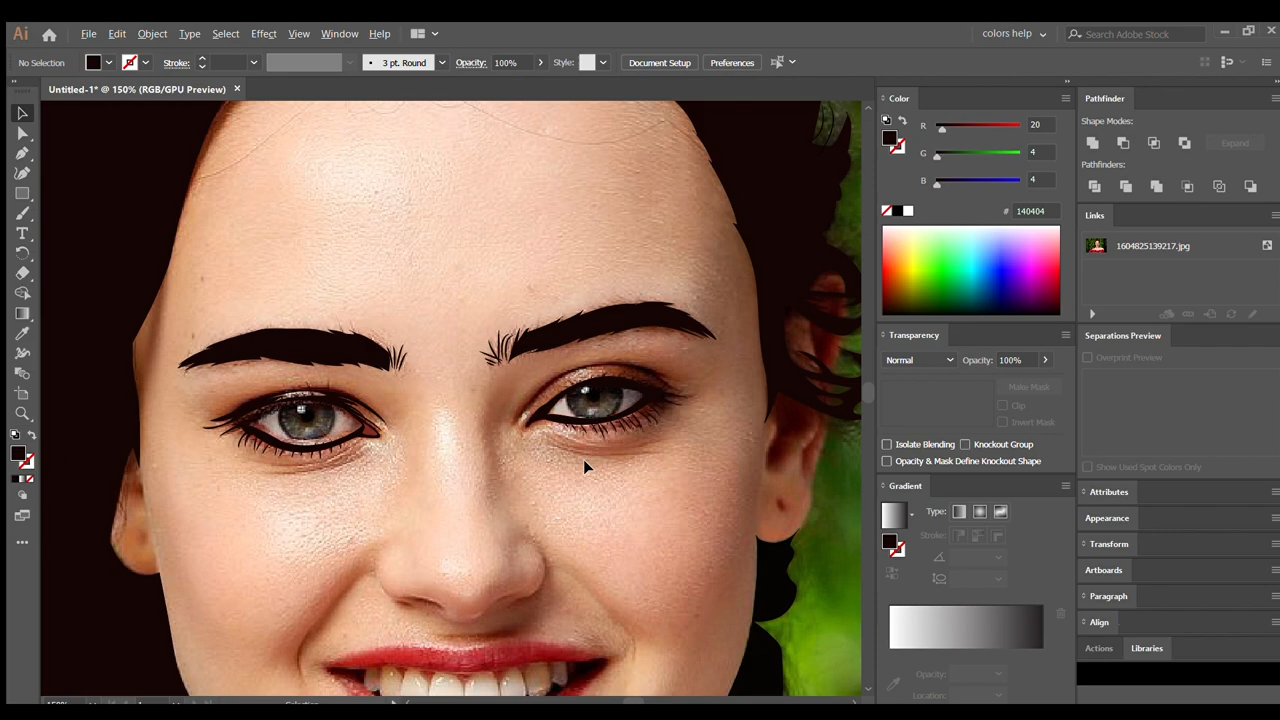 Ai File Edit Object Type Select Effect View Window Help colors help Search Adobe Stock
No Selection Stroke: 3 pt. Round Opacity: 100% Style: Document Setup Preferences
Untitled-1* @ 150% (RGB/GPU Preview) ×
Color
R 20
G 4
B 4
# 140404
Transparency
Normal Opacity: 100%
Make Mask
Clip
Invert Mask
Isolate Blending Knockout Group
Opacity & Mask Define Knockout Shape
Gradient
Type:
Stroke:
Opacity:
Location:
Pathfinder
Shape Modes:
Expand
Pathfinders:
Links
1604825139217.jpg
Separations Preview
Overprint Preview
Show Used Spot Colors Only
Attributes
Appearance
Transform
Artboards
Paragraph
Align
Actions Libraries
150% 1 Selection